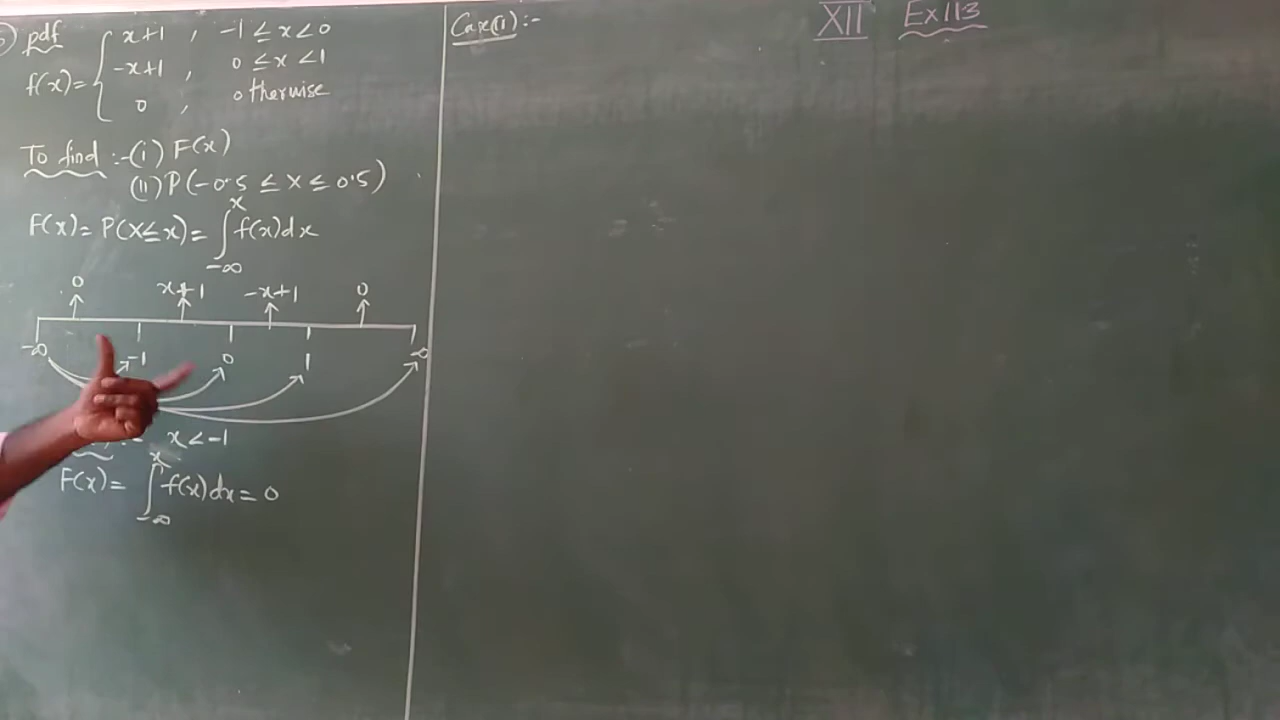 pdf
f(x)= { x+1 , -1 ≤ x < 0
-x+1 , 0 ≤ x < 1
0 , otherwise
To find :- (i) F(x)
(ii) P(-0.5 ≤ X ≤ 0.5)
F(x)= P(X≤x)= ∫_{-∞}^{x} f(x)dx
0 x+1 -x+1 0
-∞ -1 0 1 ∞
x < -1
F(x)= ∫_{-∞}^{x} f(x)dx = 0
Case(ii) :-
XII Ex 11.3